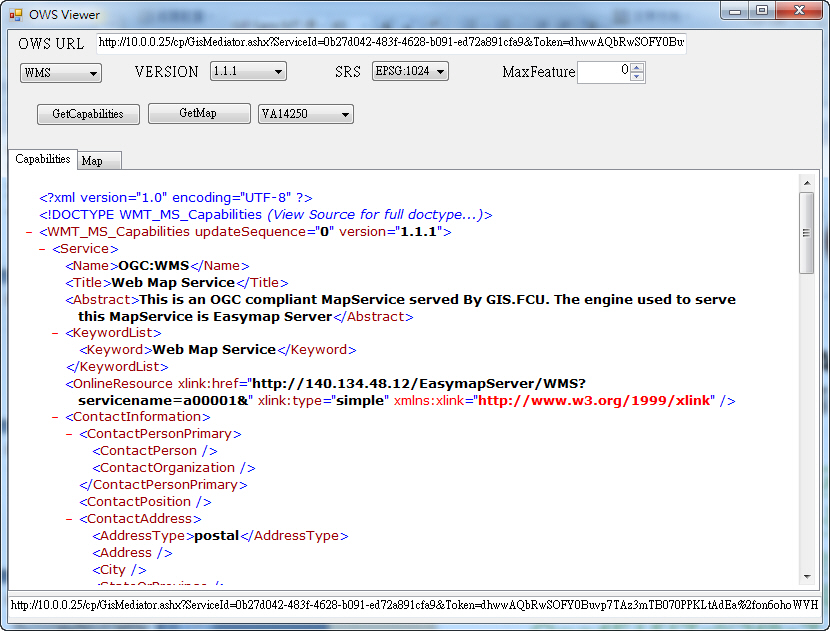 OWS Viewer
OWS URL http://10.0.0.25/cp/GisMediator.ashx?ServiceId=0b27d042-483f-4628-b091-ed72a891cfa9&Token=dhwwAQbRwSOFY0Bu
WMS VERSION 1.1.1 SRS EPSG:1024 MaxFeature 0
GetCapabilities GetMap VA14250
Capabilities Map
<?xml version="1.0" encoding="UTF-8" ?>
<!DOCTYPE WMT_MS_Capabilities (View Source for full doctype...)>
– <WMT_MS_Capabilities updateSequence="0" version="1.1.1">
– <Service>
<Name>OGC:WMS</Name>
<Title>Web Map Service</Title>
<Abstract>This is an OGC compliant MapService served By GIS.FCU. The engine used to serve
this MapService is Easymap Server</Abstract>
– <KeywordList>
<Keyword>Web Map Service</Keyword>
</KeywordList>
<OnlineResource xlink:href="http://140.134.48.12/EasymapServer/WMS?
servicename=a00001&" xlink:type="simple" xmlns:xlink="http://www.w3.org/1999/xlink" />
– <ContactInformation>
– <ContactPersonPrimary>
<ContactPerson />
<ContactOrganization />
</ContactPersonPrimary>
<ContactPosition />
– <ContactAddress>
<AddressType>postal</AddressType>
<Address />
<City />
<StateOrProvince />
http://10.0.0.25/cp/GisMediator.ashx?ServiceId=0b27d042-483f-4628-b091-ed72a891cfa9&Token=dhwwAQbRwSOFY0Buvp7TAz3mTB070PPKLtAdEa%2fon6ohoWVH